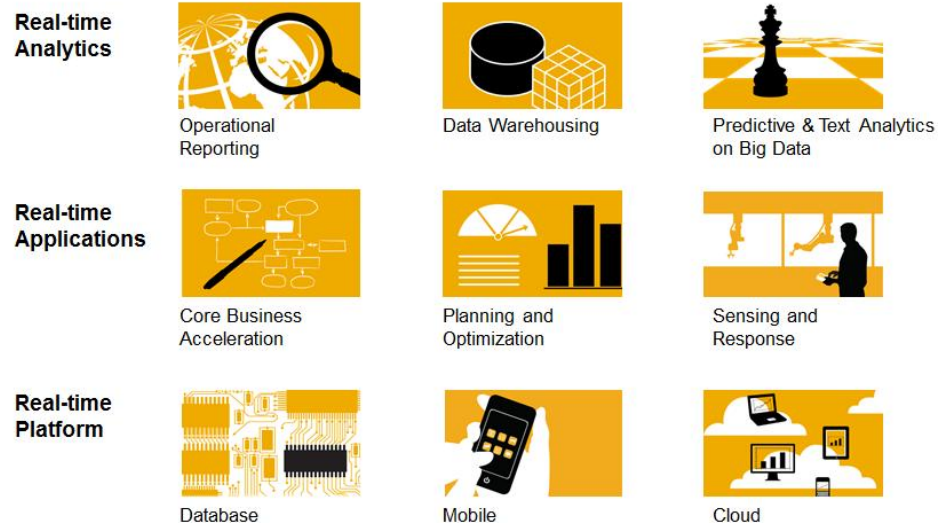 Real-time
Analytics
Operational
Reporting
Data Warehousing
Predictive & Text Analytics
on Big Data
Real-time
Applications
Core Business
Acceleration
Planning and
Optimization
Sensing and
Response
Real-time
Platform
Database
Mobile
Cloud